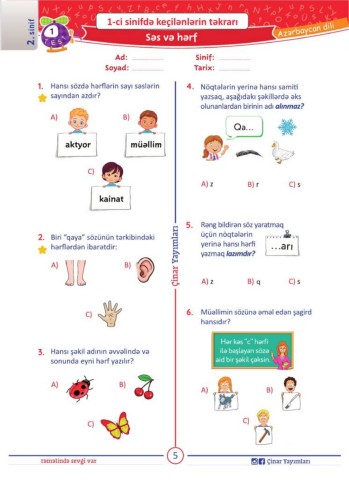 2. sinif
1
TEST
1-ci sinifdə keçilənlərin təkrarı
Səs və hərf
Azərbaycan dili
Ad:
Sinif:
Soyad:
Tarix:
1. Hansı sözdə hərflərin sayı səslərin
sayından azdır?
A)
B)
aktyor
müəllim
C)
kainat
2. Biri "qaya" sözünün tərkibindəki
hərflərdən ibarətdir:
A)
B)
C)
3. Hansı şəkil adının əvvəlində və
sonunda eyni hərf yazılır?
A)
B)
C)
Çinar Yayımları
4. Nöqtələrin yerinə hansı samiti
yazsaq, aşağıdakı şəkillərdə əks
olunanlardan birinin adı alınmaz?
Qa...
A) z
B) r
C) s
5. Rəng bildirən söz yaratmaq
üçün nöqtələrin
yerinə hansı hərfi
yazmaq lazımdır?
...arı
A) z
B) q
C) s
6. Müəllimin sözünə əməl edən şagird
hansıdır?
Hər kəs "c" hərfi
ilə başlayan sözə
aid bir şəkil çəksin.
A)
B)
C)
təməlində sevgi var
5
Çinar Yayımları